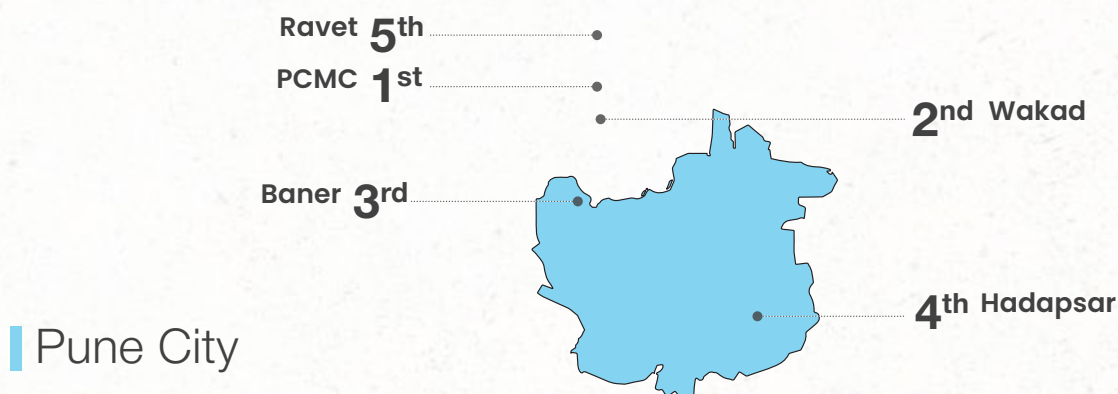 Ravet 5th
PCMC 1st
2nd Wakad
Baner 3rd
4th Hadapsar
Pune City